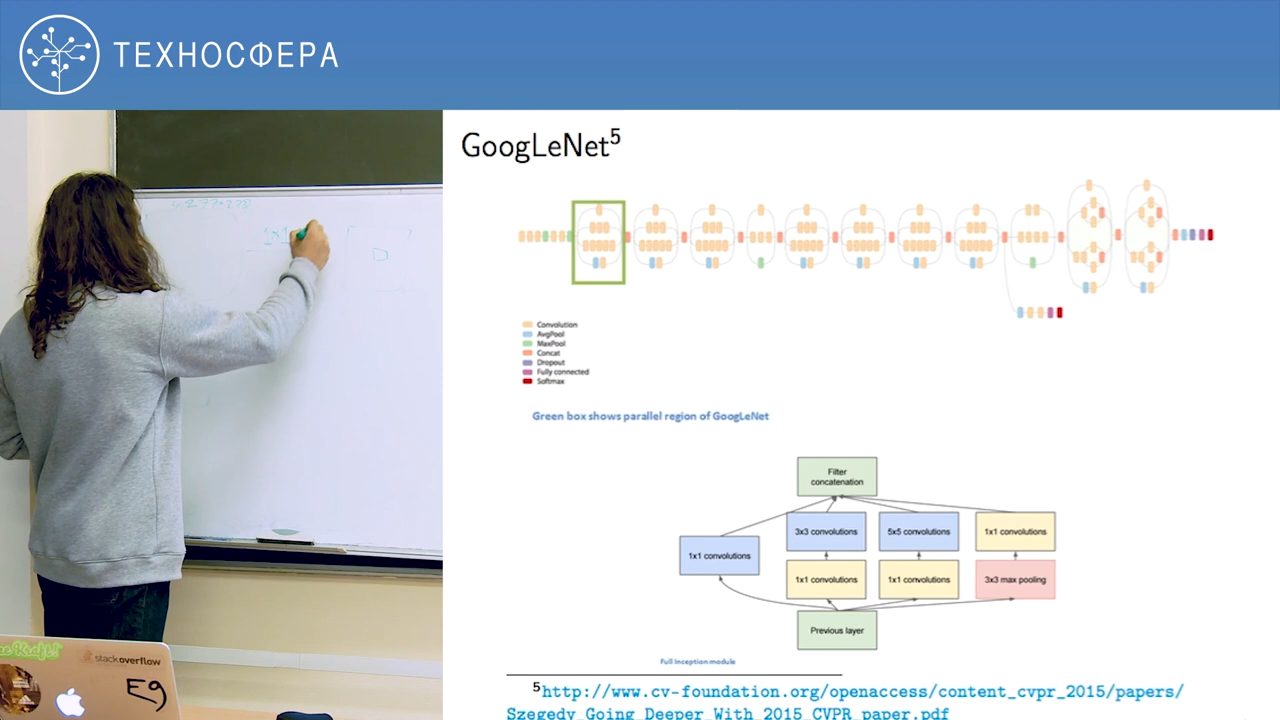 ТЕХНОСФЕРА
GoogLeNet5
Convolution
AvgPool
MaxPool
Concat
Dropout
Fully connected
Softmax
Green box shows parallel region of GoogLeNet
Filter
concatenation
3x3 convolutions
5x5 convolutions
1x1 convolutions
1x1 convolutions
1x1 convolutions
1x1 convolutions
3x3 max pooling
Previous layer
Full Inception module
5http://www.cv-foundation.org/openaccess/content_cvpr_2015/papers/
Szegedy_Going_Deeper_With_2015_CVPR_paper.pdf
stackoverflow
E9